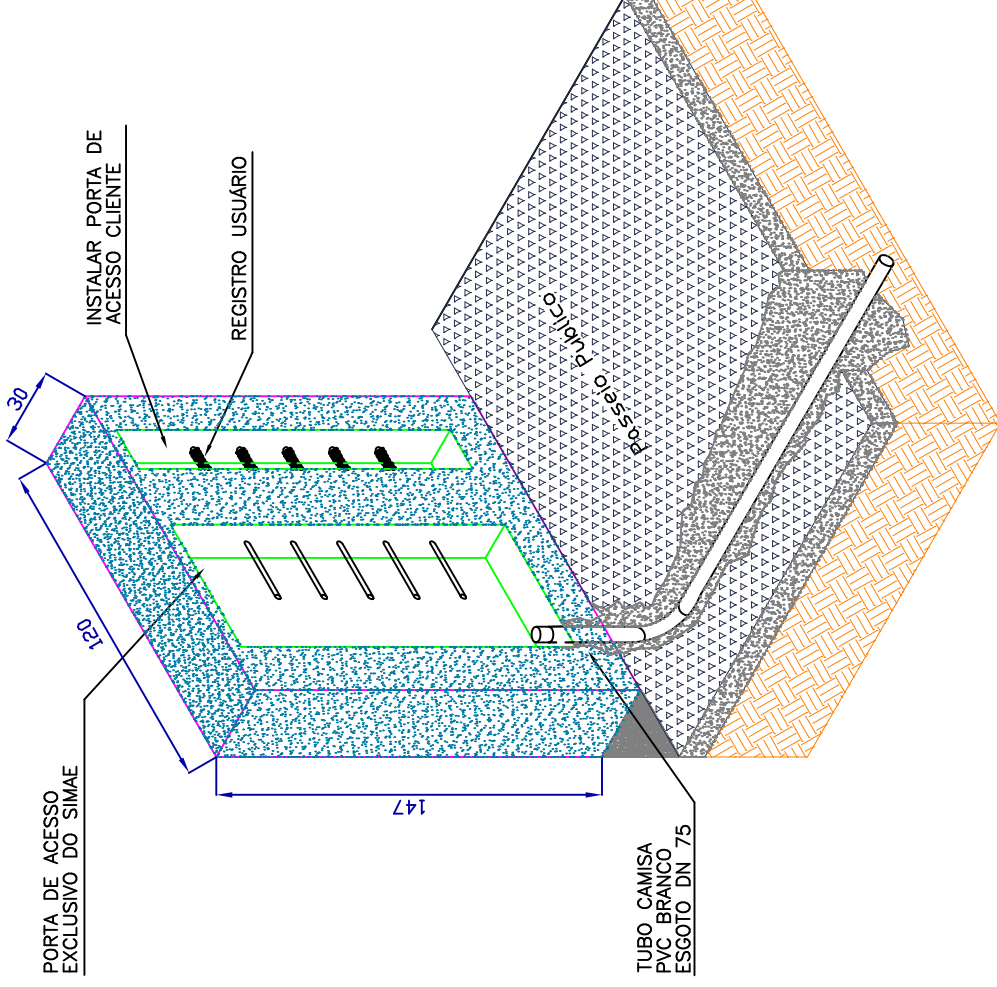 INSTALAR PORTA DE
ACESSO CLIENTE
REGISTRO USUÁRIO
30
120
147
Passeio Publico
PORTA DE ACESSO
EXCLUSIVO DO SIMAE
TUBO CAMISA
PVC BRANCO
ESGOTO DN 75